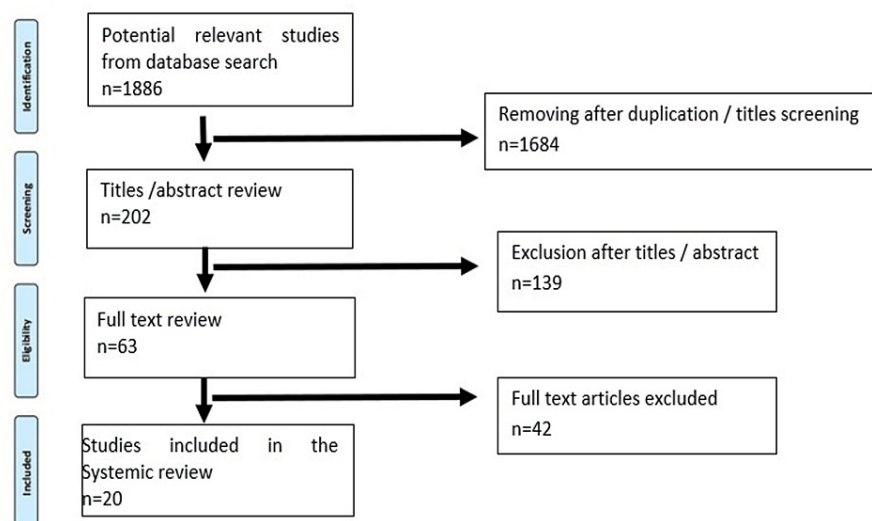 Identification
Potential relevant studies
from database search
n=1886
Removing after duplication / titles screening
n=1684
Screening
Titles /abstract review
n=202
Exclusion after titles / abstract
n=139
Eligibility
Full text review
n=63
Full text articles excluded
n=42
Included
Studies included in the
Systemic review
n=20